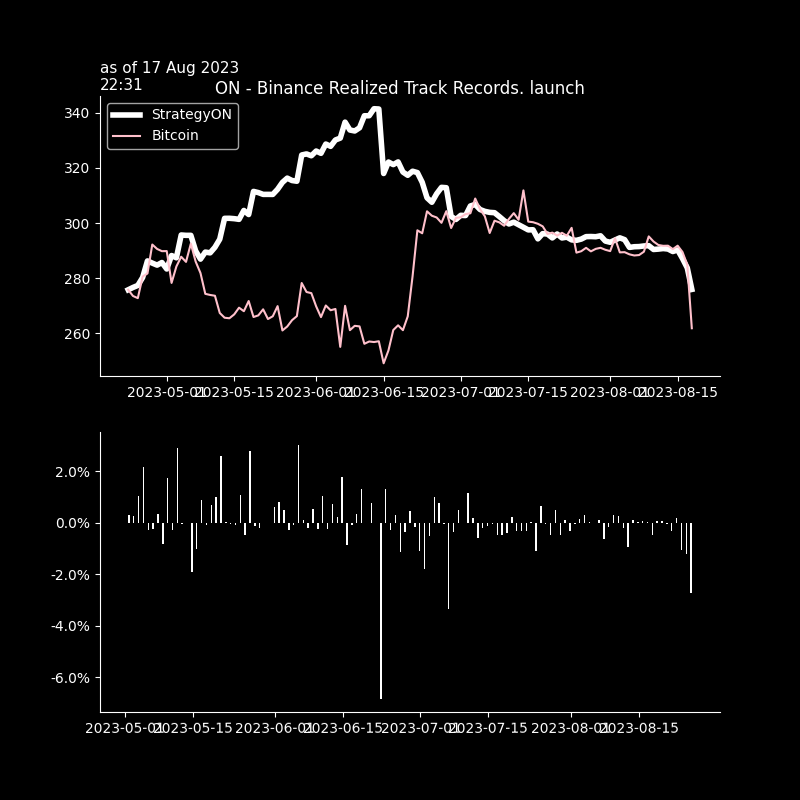 as of 17 Aug 2023
22:31
ON - Binance Realized Track Records. launch
StrategyON
Bitcoin
340
320
300
280
260
2023-05-01 2023-05-15 2023-06-01 2023-06-15 2023-07-01 2023-07-15 2023-08-01 2023-08-15
2.0%
0.0%
-2.0%
-4.0%
-6.0%
2023-05-01 2023-05-15 2023-06-01 2023-06-15 2023-07-01 2023-07-15 2023-08-01 2023-08-15